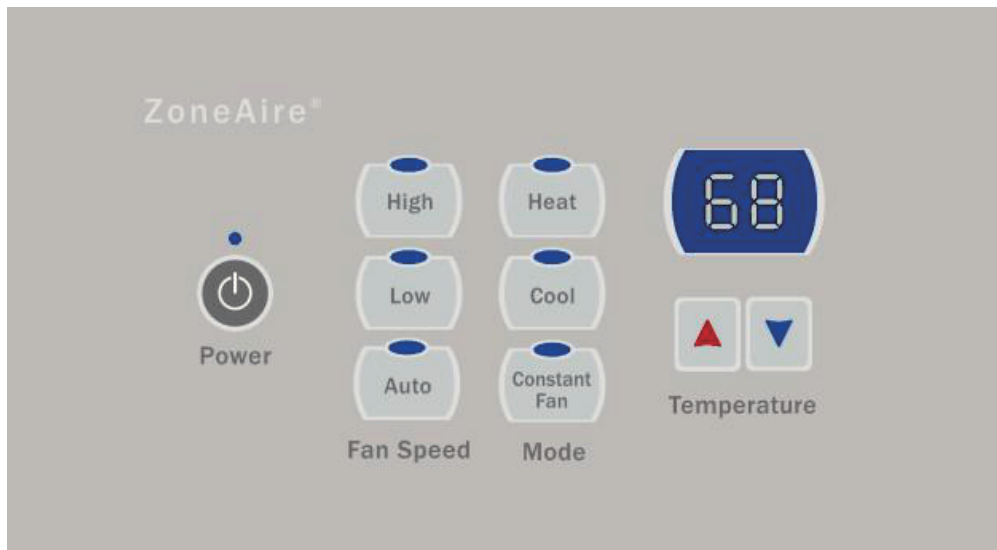 ZoneAire®
High
Heat
68
Low
Cool
Power
Auto
Constant
Fan
Temperature
Fan Speed
Mode